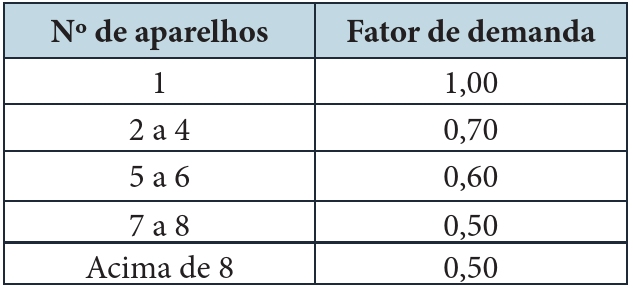 Nº de aparelhos Fator de demanda
1 1,00
2 a 4 0,70
5 a 6 0,60
7 a 8 0,50
Acima de 8 0,50